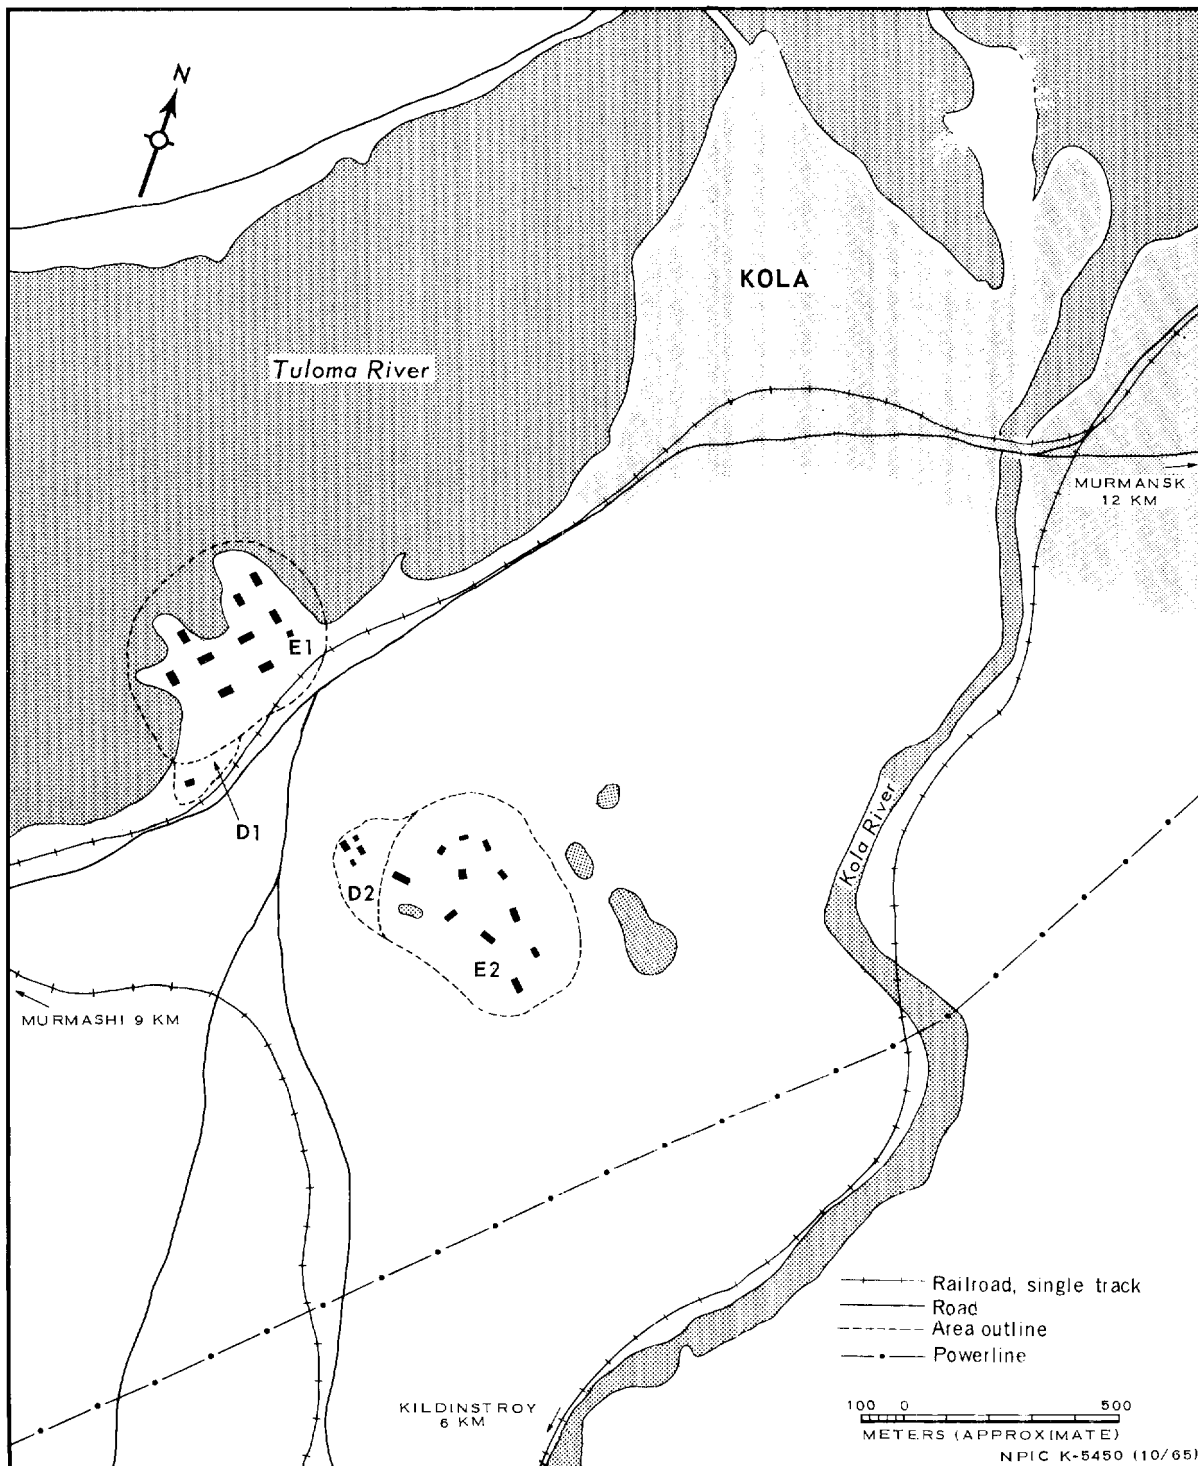 N
KOLA
Tuloma River
MURMANSK
12 KM
E1
D1
Kola River
D2
E2
MURMASHI 9 KM
Railroad, single track
Road
Area outline
Powerline
KILDINSTROY
6 KM
100 0 500
METERS (APPROXIMATE)
NPIC K-5450 (10/65)